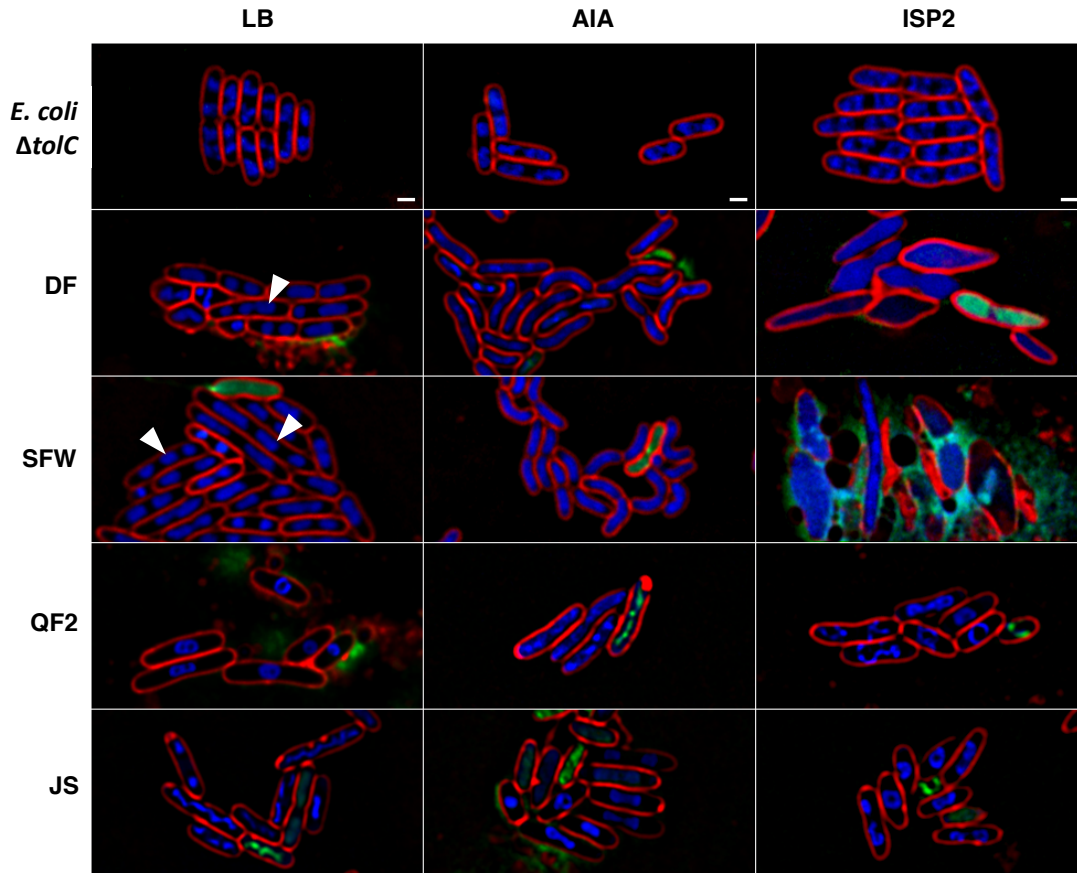 LB AIA ISP2
E. coli
ΔtolC
DF
SFW
QF2
JS